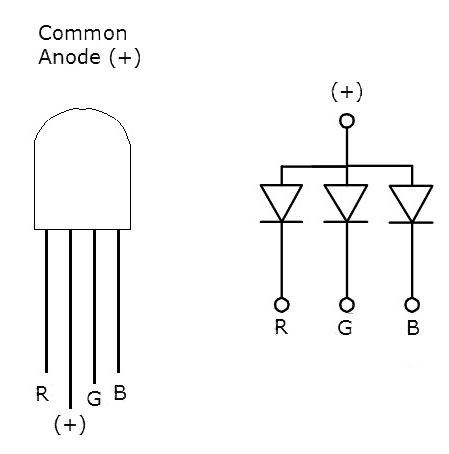 Common
Anode (+)
(+)
R G B
R G B
(+)